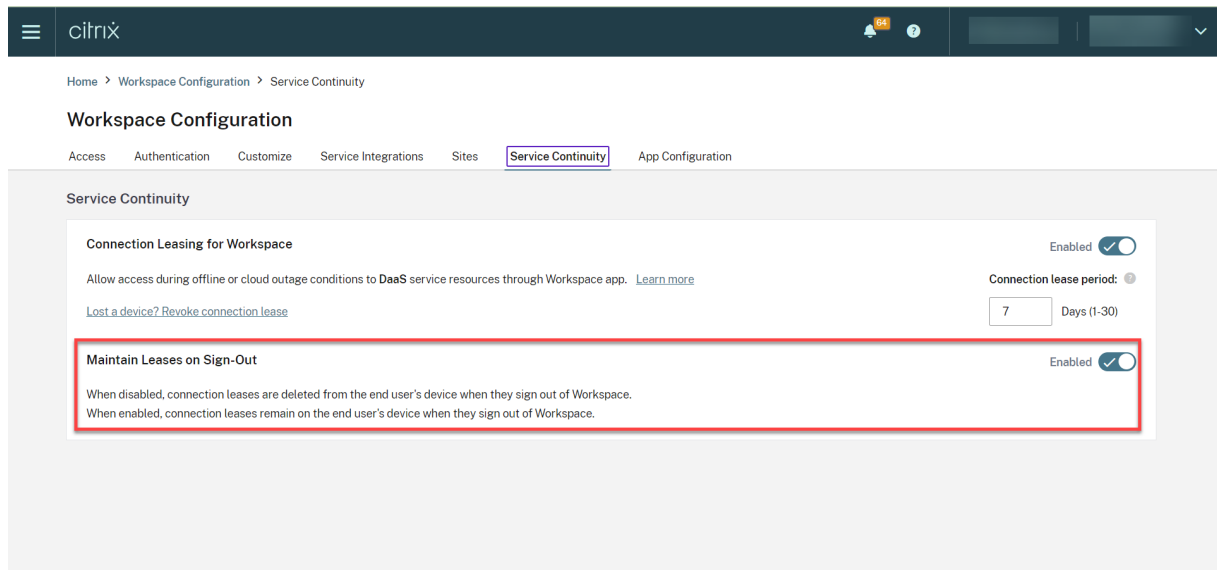 citrix
64
?
Home > Workspace Configuration > Service Continuity
Workspace Configuration
Access Authentication Customize Service Integrations Sites Service Continuity App Configuration
Service Continuity
Connection Leasing for Workspace
Enabled
Allow access during offline or cloud outage conditions to DaaS service resources through Workspace app. Learn more
Connection lease period: ?
Lost a device? Revoke connection lease
7 Days (1-30)
Maintain Leases on Sign-Out
Enabled
When disabled, connection leases are deleted from the end user's device when they sign out of Workspace.
When enabled, connection leases remain on the end user's device when they sign out of Workspace.